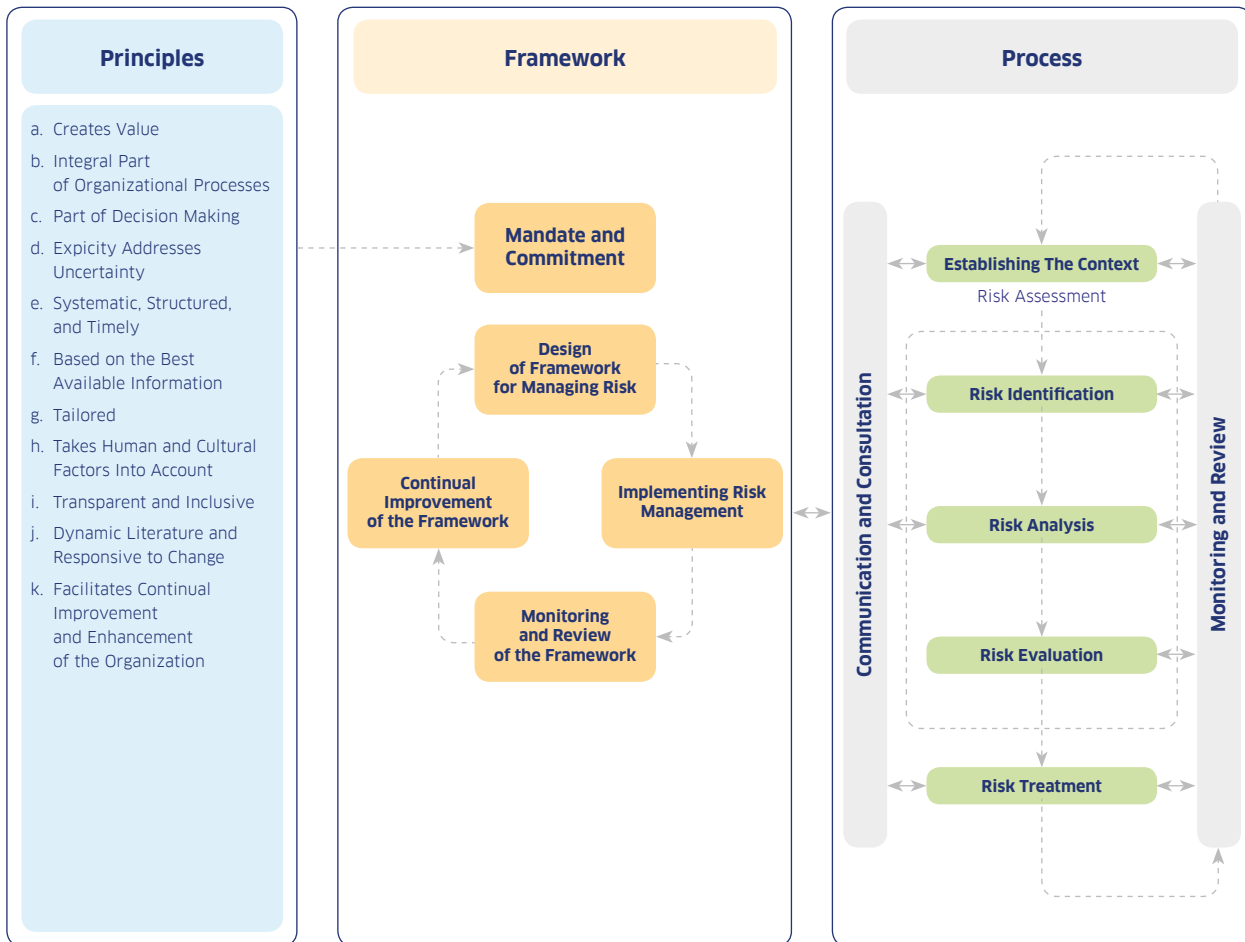 Principles
a. Creates Value
b. Integral Part
of Organizational Processes
c. Part of Decision Making
d. Expicity Addresses
Uncertainty
e. Systematic, Structured,
and Timely
f. Based on the Best
Available Information
g. Tailored
h. Takes Human and Cultural
Factors Into Account
i. Transparent and Inclusive
j. Dynamic Literature and
Responsive to Change
k. Facilitates Continual
Improvement
and Enhancement
of the Organization
Framework
Mandate and
Commitment
Design
of Framework
for Managing Risk
Continual
Improvement
of the Framework
Implementing Risk
Management
Monitoring
and Review
of the Framework
Process
Communication and Consultation
Establishing The Context
Risk Assessment
Risk Identification
Risk Analysis
Risk Evaluation
Risk Treatment
Monitoring and Review